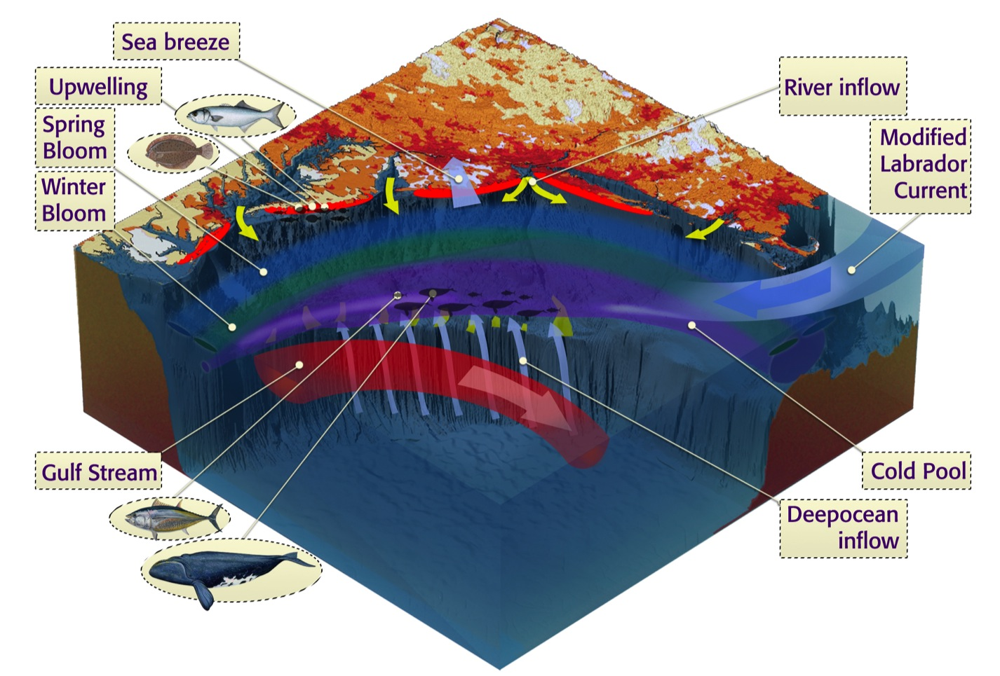 Sea breeze
Upwelling
Spring
Bloom
Winter
Bloom
River inflow
Modified
Labrador
Current
Gulf Stream
Cold Pool
Deepocean
inflow